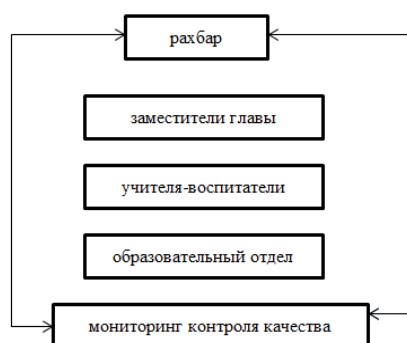 рахбар
заместители главы
учителя-воспитатели
образовательный отдел
мониторинг контроля качества